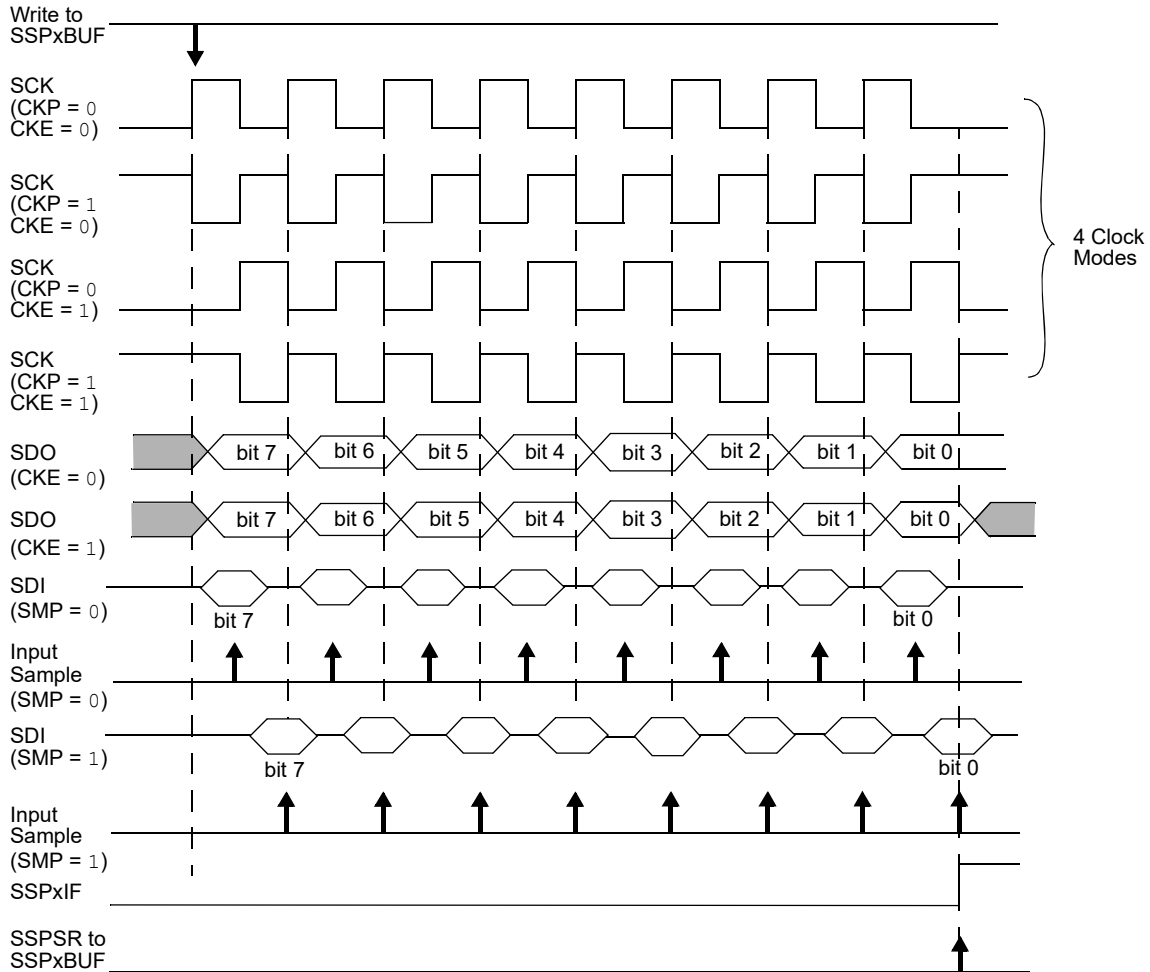 Write to
SSPxBUF
SCK
(CKP = 0
CKE = 0)
SCK
(CKP = 1
CKE = 0)
SCK
(CKP = 0
CKE = 1)
SCK
(CKP = 1
CKE = 1)
4 Clock
Modes
SDO
(CKE = 0)
bit 7 bit 6 bit 5 bit 4 bit 3 bit 2 bit 1 bit 0
SDO
(CKE = 1)
bit 7 bit 6 bit 5 bit 4 bit 3 bit 2 bit 1 bit 0
SDI
(SMP = 0)
bit 7 bit 0
Input
Sample
(SMP = 0)
SDI
(SMP = 1)
bit 7 bit 0
Input
Sample
(SMP = 1)
SSPxIF
SSPSR to
SSPxBUF